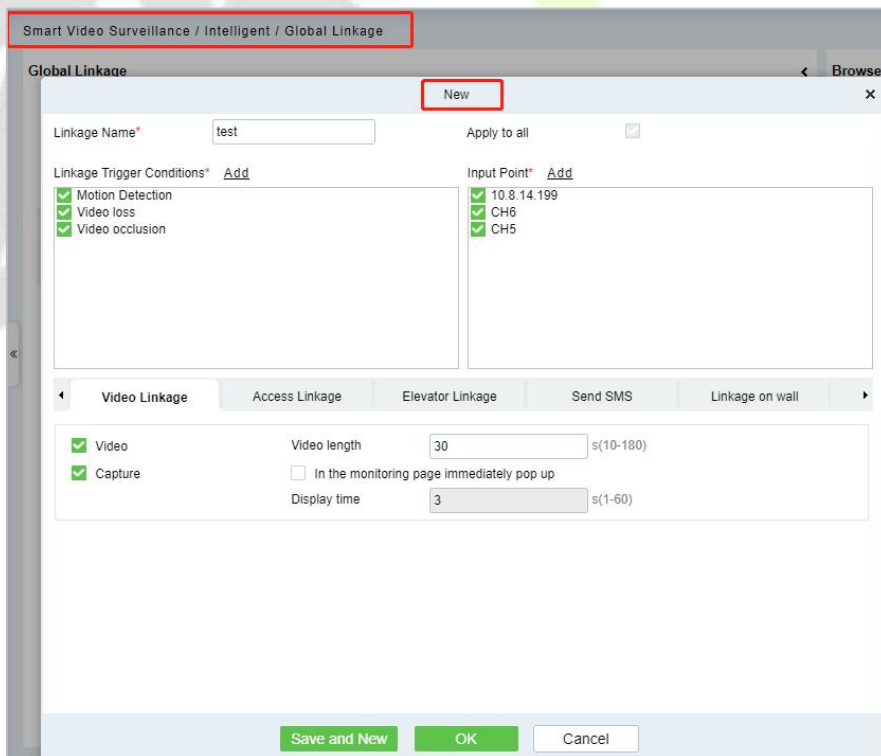 Smart Video Surveillance / Intelligent / Global Linkage
Global Linkage
Browse
New
Linkage Name* test Apply to all
Linkage Trigger Conditions* Add
Motion Detection
Video loss
Video occlusion
Input Point* Add
10.8.14.199
CH6
CH5
Video Linkage Access Linkage Elevator Linkage Send SMS Linkage on wall
Video Video length 30 s(10-180)
Capture In the monitoring page immediately pop up
Display time 3 s(1-60)
Save and New OK Cancel